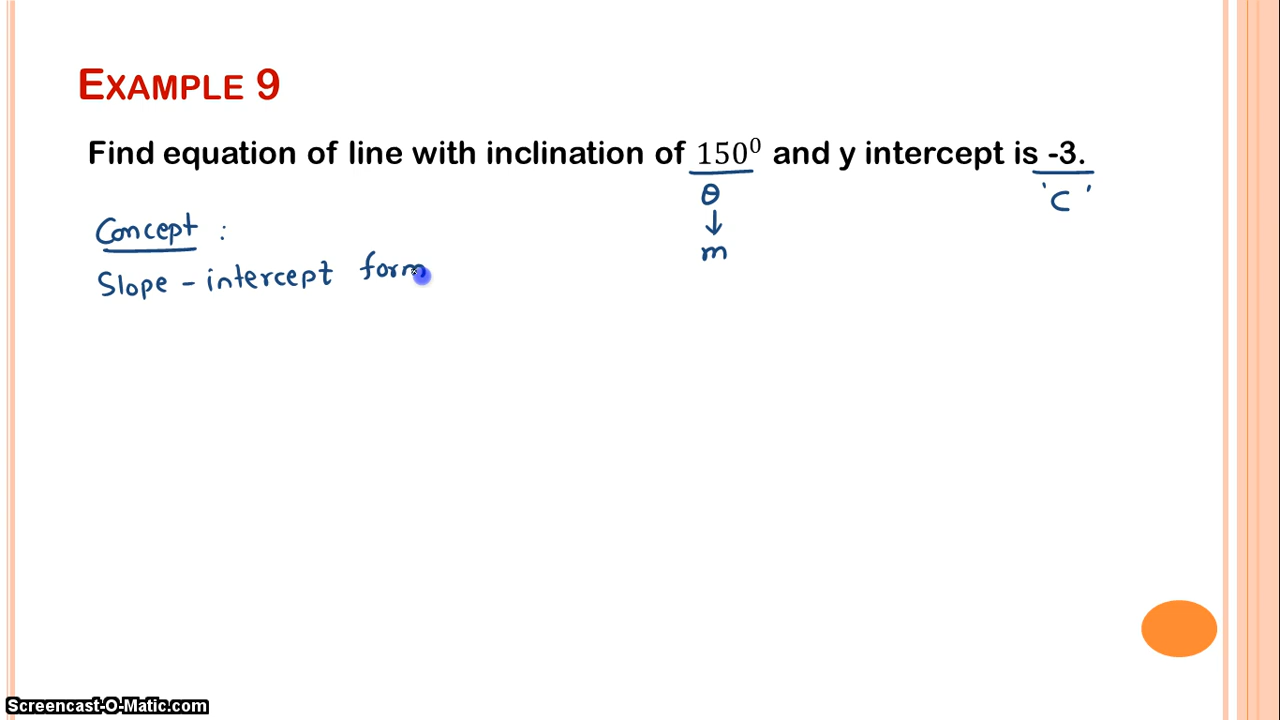 EXAMPLE 9
Find equation of line with inclination of 150⁰ and y intercept is -3.
θ
↓
m
'C'
Concept :
Slope - intercept form
Screencast-O-Matic.com